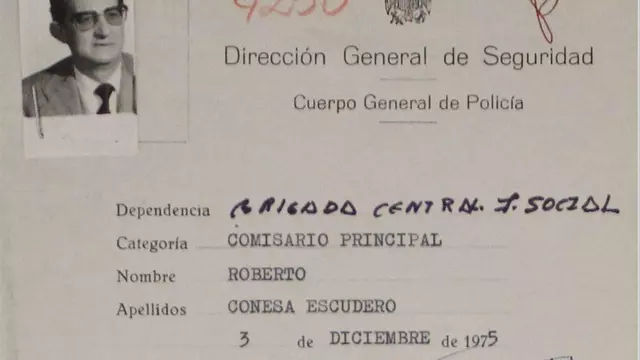 9250
Dirección General de Seguridad
Cuerpo General de Policía
Dependencia BRIGADA CENTRAL. I. SOCIAL
Categoría COMISARIO PRINCIPAL
Nombre ROBERTO
Apellidos CONESA ESCUDERO
3 de DICIEMBRE de 1975